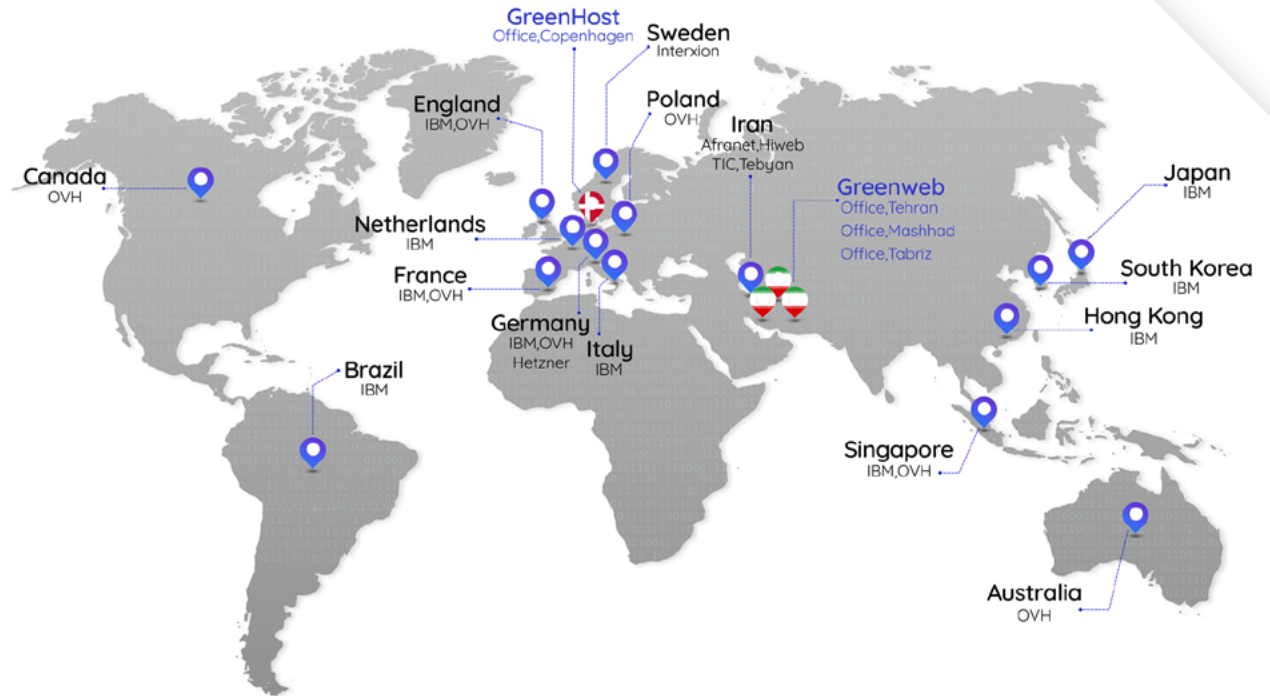 GreenHost
Office,Copenhagen
Sweden
Interxion
England
IBM,OVH
Poland
OVH
Iran
Afranet,Hiweb
TIC,Tebyan
Canada
OVH
Greenweb
Office,Tehran
Office,Mashhad
Office,Tabriz
Japan
IBM
Netherlands
IBM
France
IBM,OVH
South Korea
IBM
Germany
IBM,OVH
Hetzner
Italy
IBM
Hong Kong
IBM
Brazil
IBM
Singapore
IBM,OVH
Australia
OVH